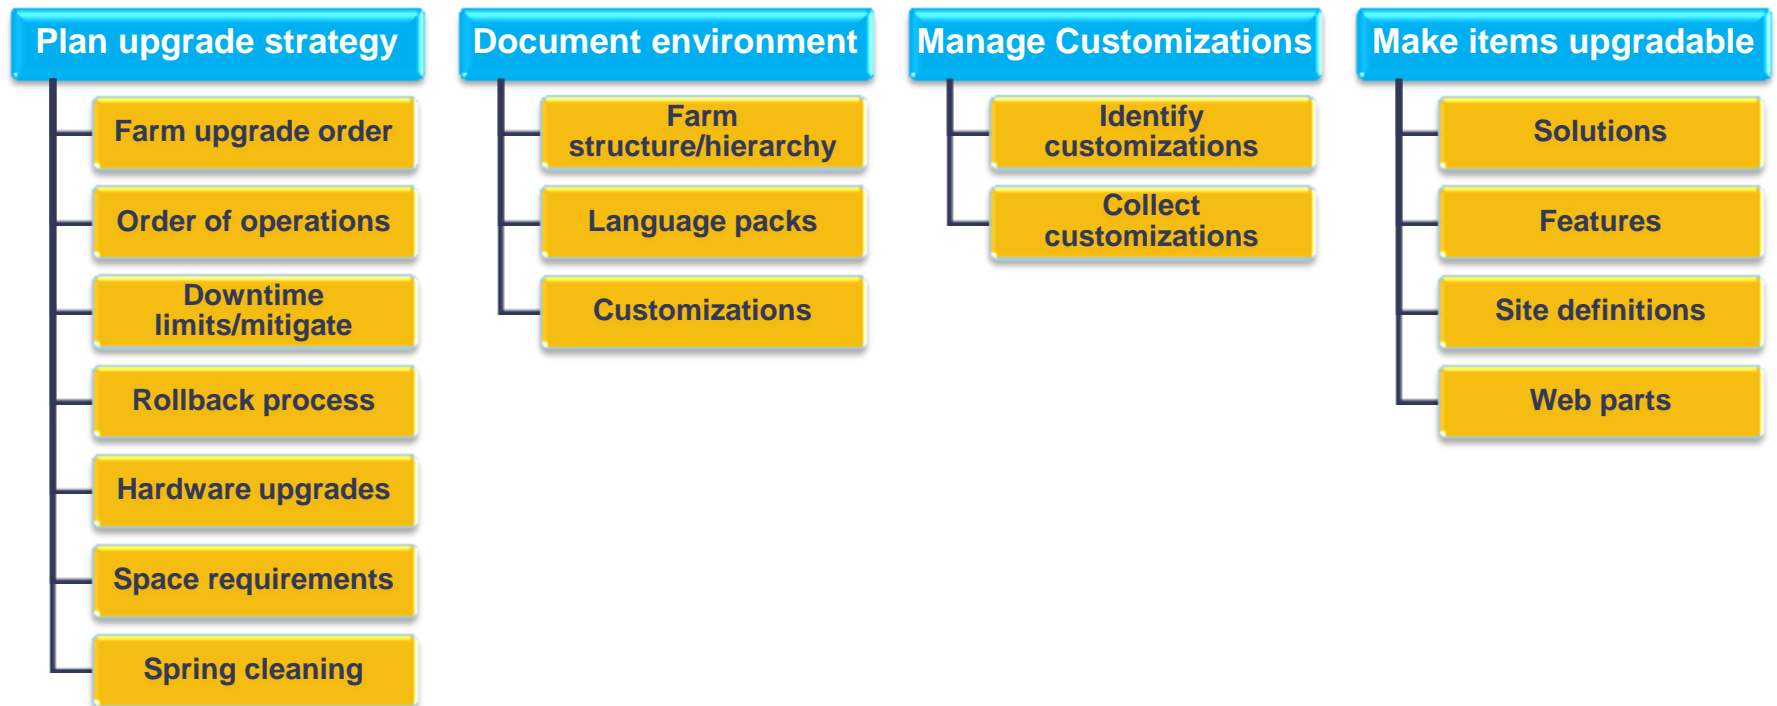 Plan upgrade strategy
Farm upgrade order
Order of operations
Downtime
limits/mitigate
Rollback process
Hardware upgrades
Space requirements
Spring cleaning
Document environment
Farm
structure/hierarchy
Language packs
Customizations
Manage Customizations
Identify
customizations
Collect
customizations
Make items upgradable
Solutions
Features
Site definitions
Web parts